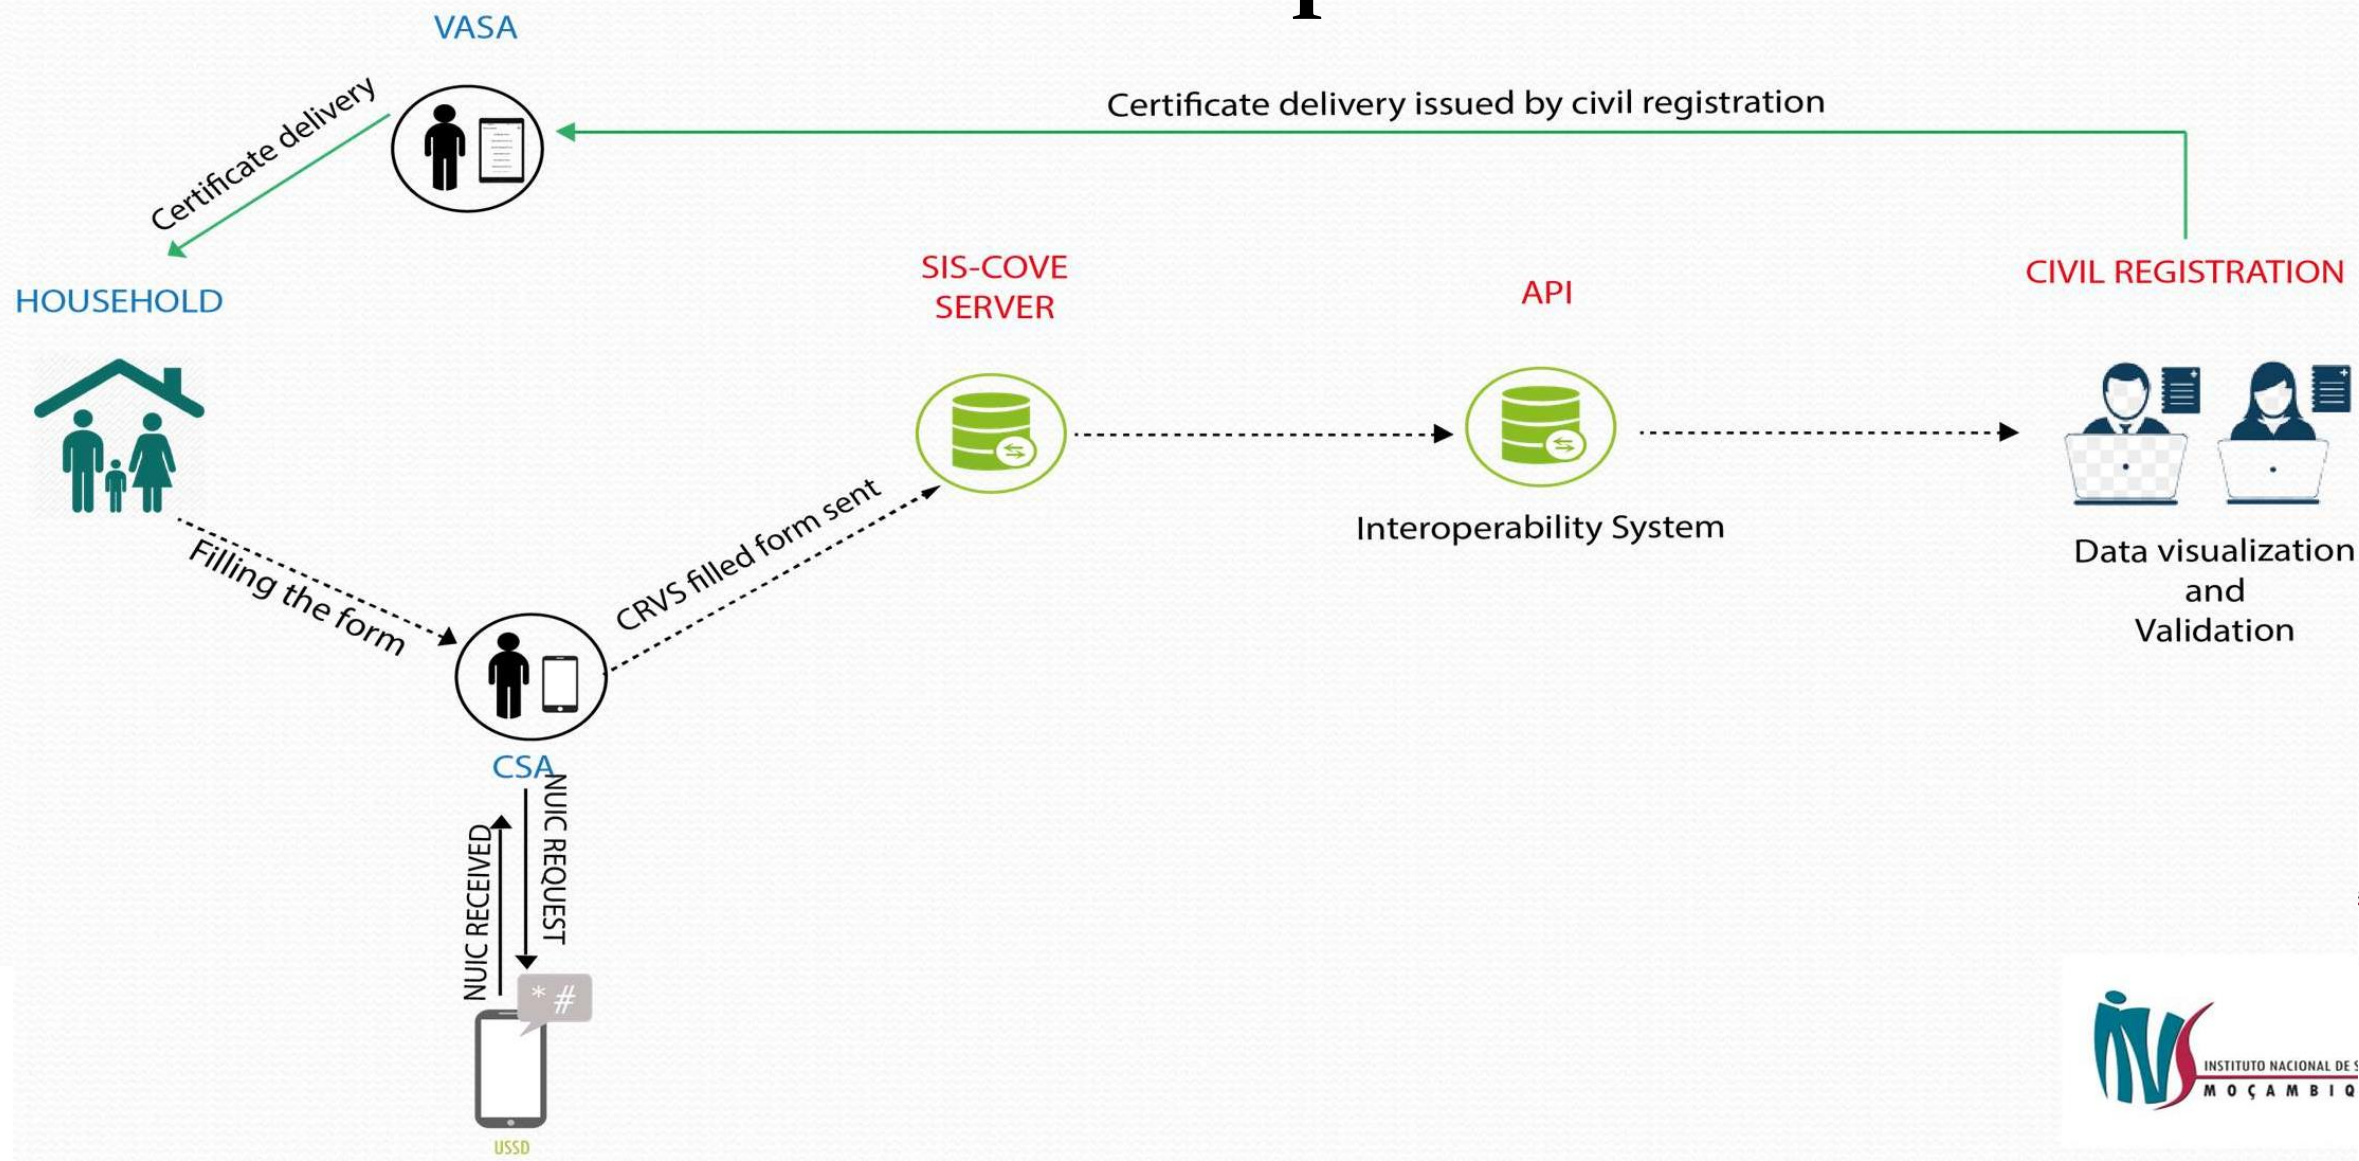 VASA
Certificate delivery
Certificate delivery issued by civil registration
HOUSEHOLD
SIS-COVE
SERVER
API
CIVIL REGISTRATION
Filling the form
CRVS filled form sent
Interoperability System
Data visualization
and
Validation
CSA
NUIC RECEIVED
NUIC REQUEST
* #
USSD
INS
INSTITUTO NACIONAL DE S
MOÇAMBIQ